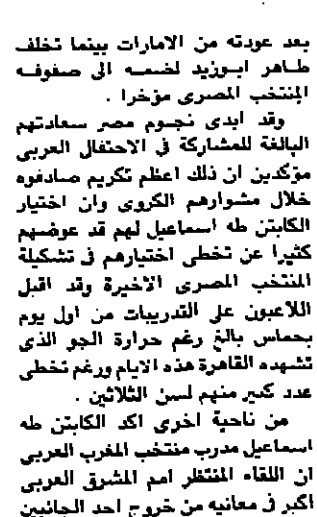 بعد عودته من الامارات بينما تخلف
طاهر ابوزيد لضمه الى صفوف
المنتخب المصرى مؤخرا .
وقد ابدى نجوم مصر سعادتهم
البالغة للمشاركة في الاحتفال العربي
مؤكدين ان ذلك اعظم تكريم صادفوه
خلال مشوارهم الكروى وان اختيار
الكابتن طه اسماعيل لهم قد عوضهم
كثيرا عن تخطى اختبارهم في تشكيلة
المنتخب المصرى الاخيرة وقد اقبل
اللاعبون على التدريبات من اول يوم
بحماس بالغ رغم حرارة الجو الذى
تشهده القاهرة هذه الايام ورغم تخطى
عدد كبير منهم لسن الثلاثين .
من ناحية اخرى اكد الكابتن طه
اسماعيل مدرب منتخب المغرب العربى
ان اللقاء المنتظر امم المشرق العربى
اكبر في معانيه من خروج احد الجانبين